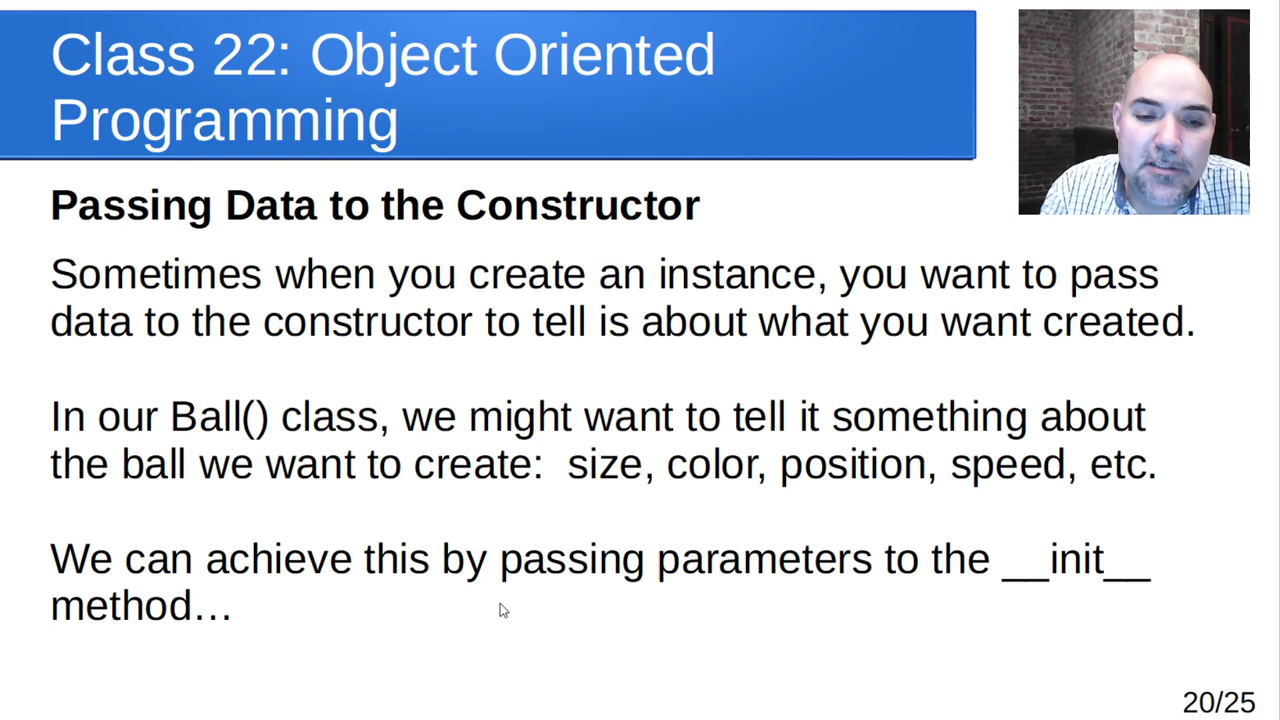 Class 22: Object Oriented
Programming
Passing Data to the Constructor
Sometimes when you create an instance, you want to pass
data to the constructor to tell is about what you want created.
In our Ball() class, we might want to tell it something about
the ball we want to create:  size, color, position, speed, etc.
We can achieve this by passing parameters to the __init__
method…
20/25